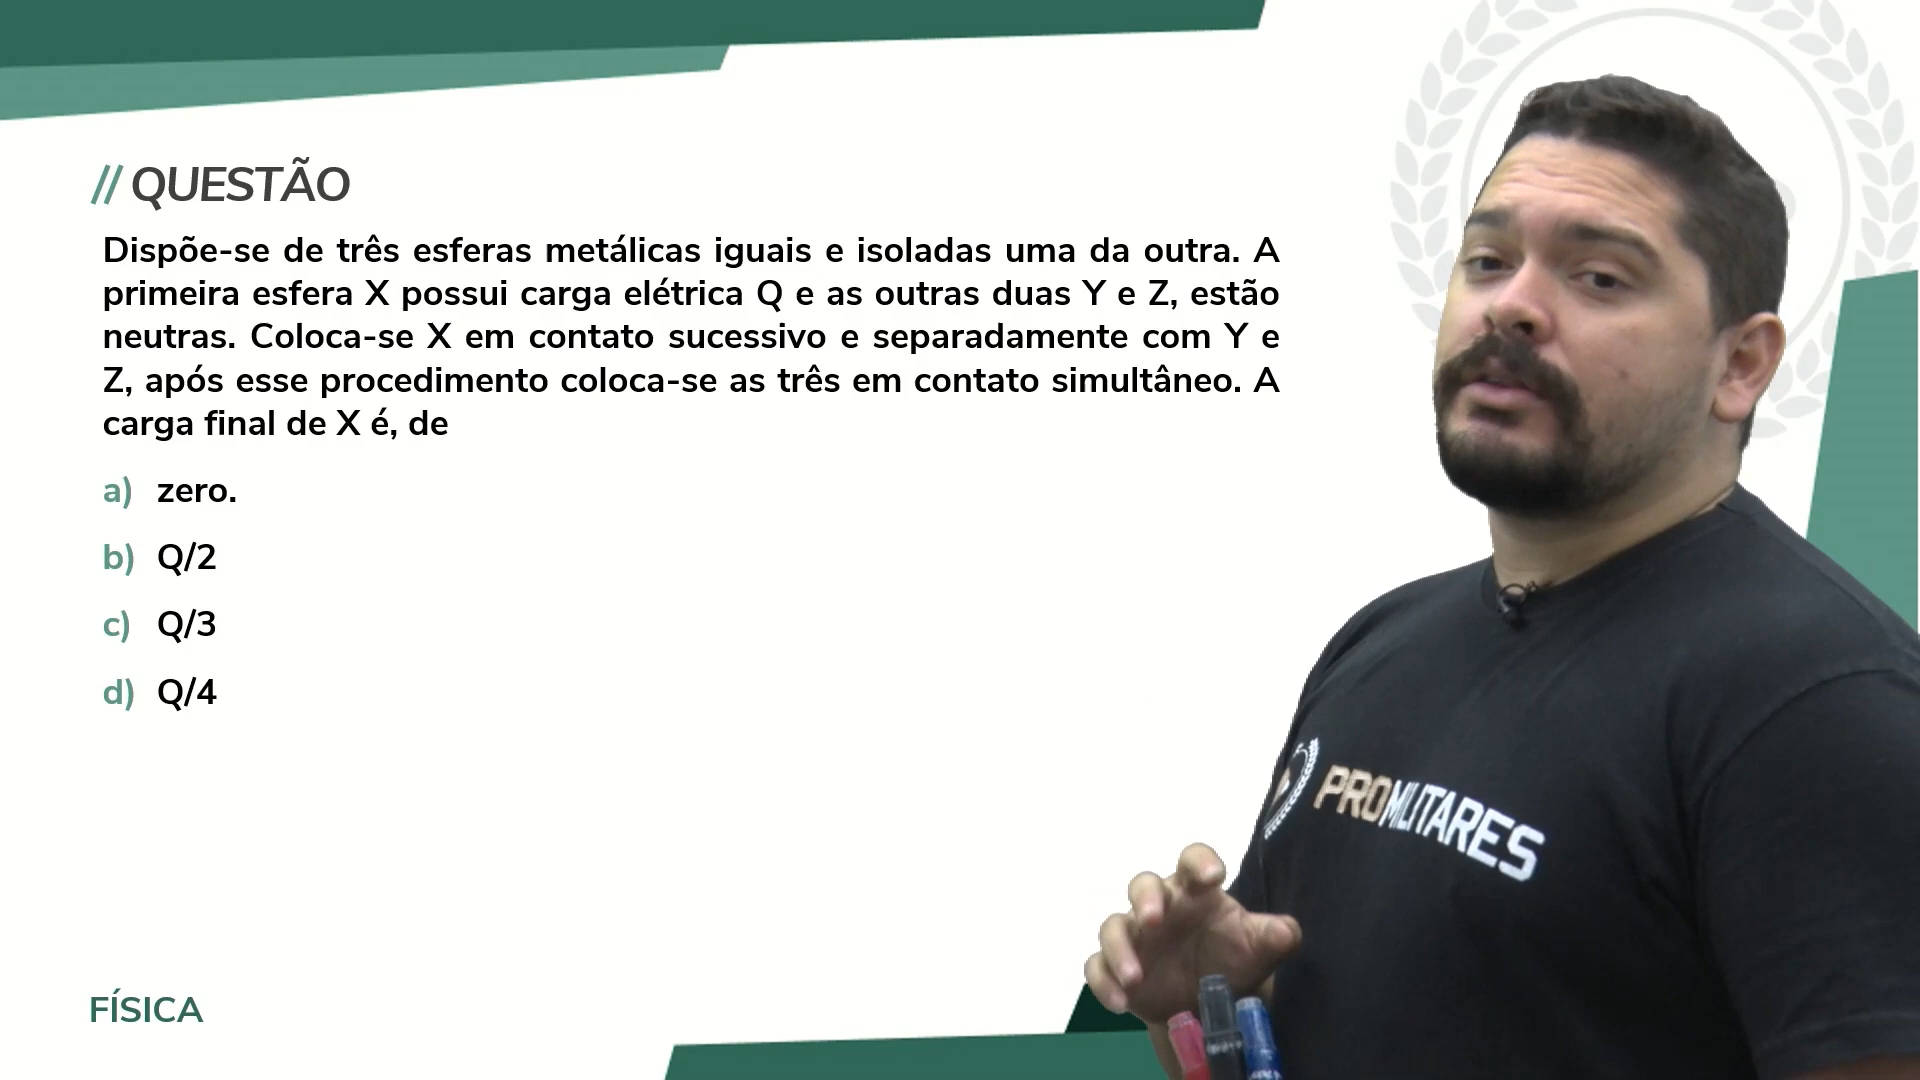 // QUESTÃO
Dispõe-se de três esferas metálicas iguais e isoladas uma da outra. A
primeira esfera X possui carga elétrica Q e as outras duas Y e Z, estão
neutras. Coloca-se X em contato sucessivo e separadamente com Y e
Z, após esse procedimento coloca-se as três em contato simultâneo. A
carga final de X é, de
a) zero.
b) Q/2
c) Q/3
d) Q/4
PROMILITARES
FÍSICA